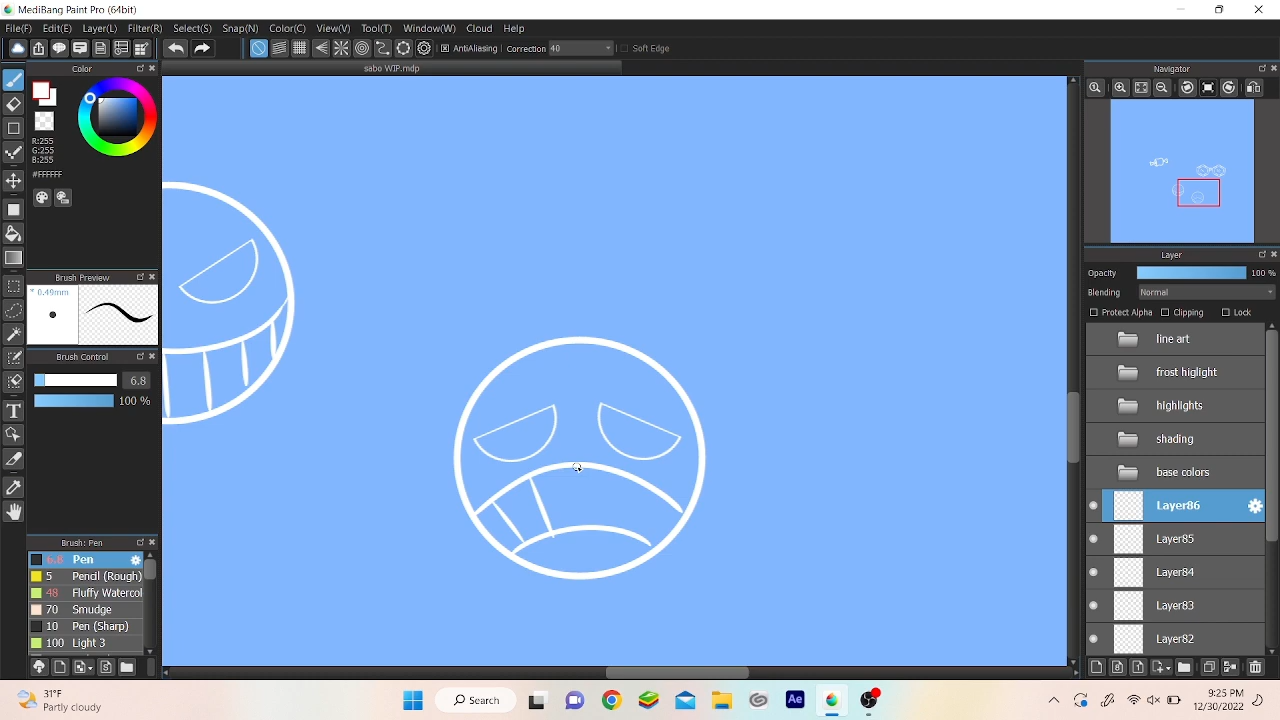 MediBang Paint Pro (64bit)
File(F) Edit(E) Layer(L) Filter(R) Select(S) Snap(N) Color(C) View(V) Tool(T) Window(W) Cloud Help
AntiAliasing Correction 40 Soft Edge
Color
sabo WIP.mdp
Navigator
R:255
G:255
B:255
#FFFFFF
Brush Preview
* 0.49mm
Brush Control
6.8
100 %
Brush: Pen
6.8 Pen
5 Pencil (Rough)
48 Fluffy Watercol
70 Smudge
10 Pen (Sharp)
100 Light 3
Layer
Opacity 100 %
Blending Normal
Protect Alpha Clipping Lock
line art
frost higlight
highlights
shading
base colors
Layer86
Layer85
Layer84
Layer83
Layer82
31°F
Partly cloudy
Search
Ae
9:25 PM
12/30/2022